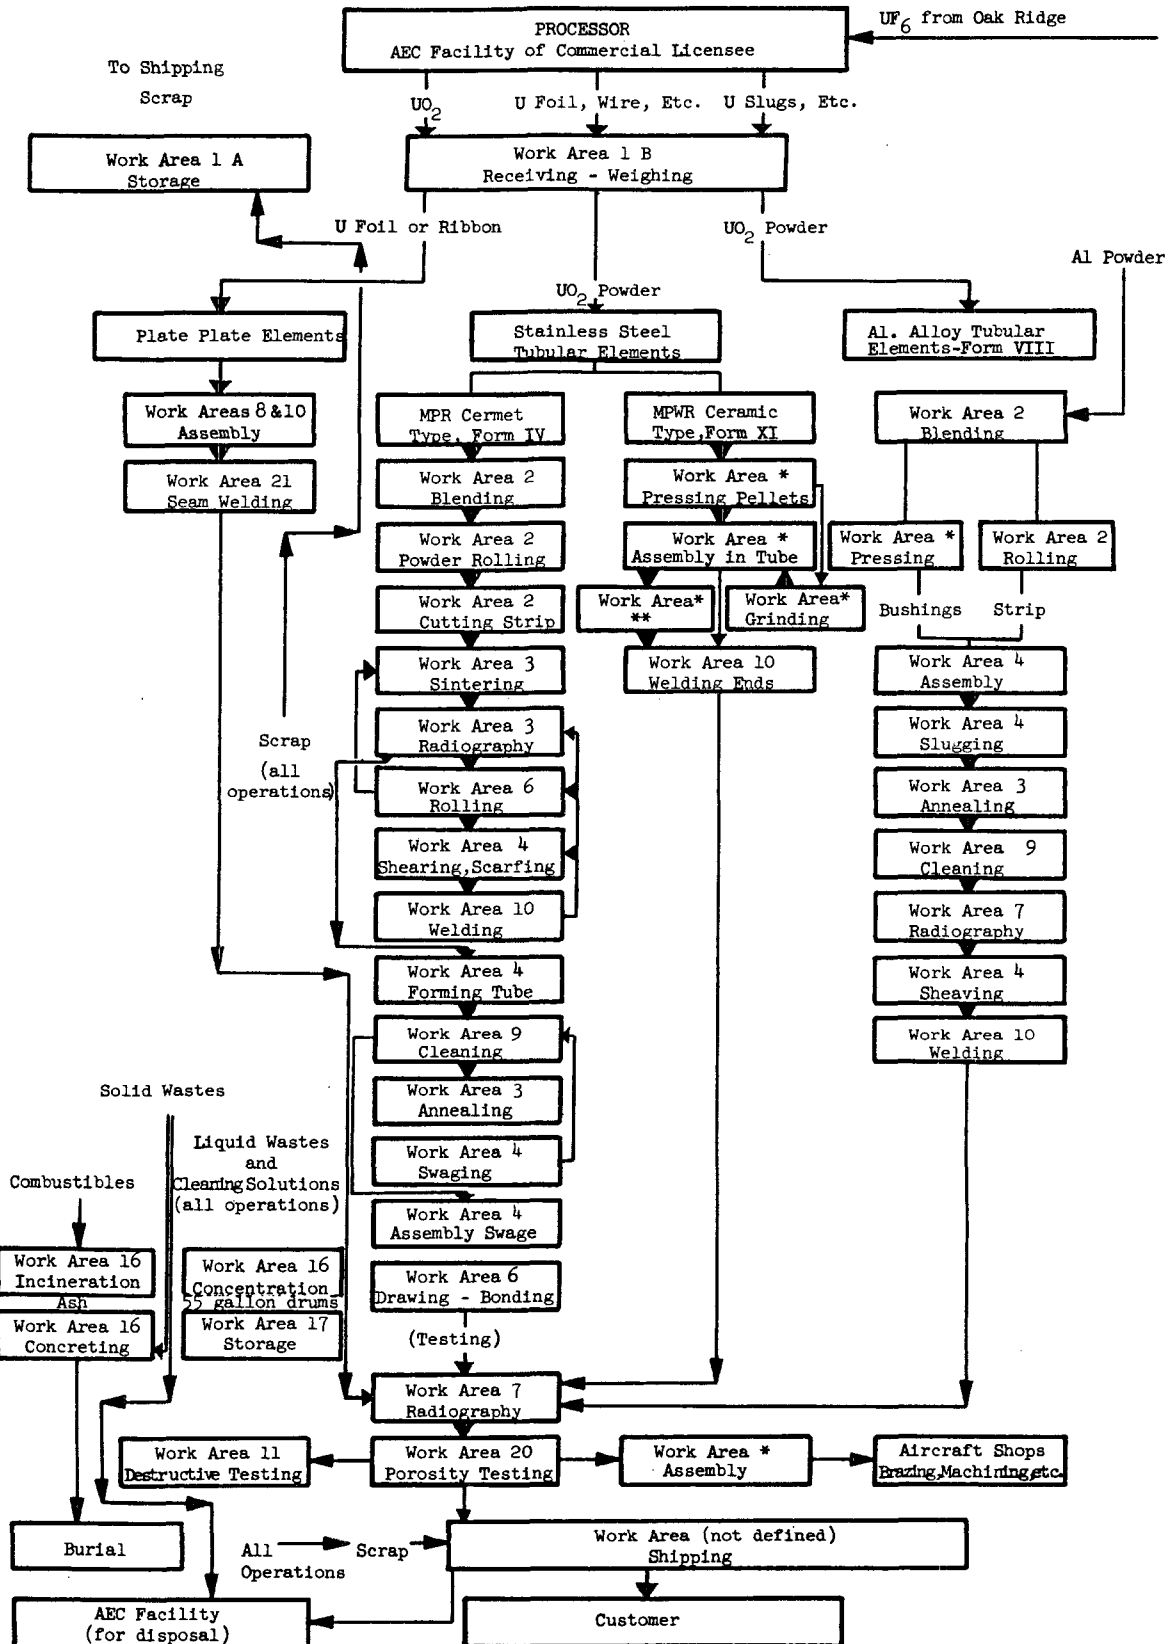 UF6 from Oak Ridge
PROCESSOR
AEC Facility of Commercial Licensee
To Shipping
Scrap
UO2
U Foil, Wire, Etc.
U Slugs, Etc.
Work Area 1 A
Storage
Work Area 1 B
Receiving - Weighing
U Foil or Ribbon
UO2 Powder
Al Powder
UO2 Powder
Plate Plate Elements
Stainless Steel
Tubular Elements
Al. Alloy Tubular
Elements-Form VIII
Work Areas 8 &10
Assembly
MPR Cermet
Type, Form IV
MPWR Ceramic
Type, Form XI
Work Area 2
Blending
Work Area 21
Seam Welding
Work Area 2
Blending
Work Area *
Pressing Pellets
Work Area 2
Powder Rolling
Work Area *
Assembly in Tube
Work Area *
Pressing
Work Area 2
Rolling
Work Area 2
Cutting Strip
Work Area*
**
Work Area*
Grinding
Bushings
Strip
Work Area 3
Sintering
Work Area 10
Welding Ends
Work Area 4
Assembly
Scrap
(all
operations)
Work Area 3
Radiography
Work Area 4
Slugging
Work Area 6
Rolling
Work Area 3
Annealing
Work Area 4
Shearing,Scarfing
Work Area 9
Cleaning
Work Area 10
Welding
Work Area 7
Radiography
Work Area 4
Forming Tube
Work Area 4
Sheaving
Work Area 9
Cleaning
Work Area 10
Welding
Solid Wastes
Work Area 3
Annealing
Liquid Wastes
and
Cleaning Solutions
(all operations)
Work Area 4
Swaging
Combustibles
Work Area 4
Assembly Swage
Work Area 16
Incineration
Ash
Work Area 16
Concreting
Work Area 16
Concentration
55 gallon drums
Work Area 17
Storage
Work Area 6
Drawing - Bonding
(Testing)
Work Area 7
Radiography
Work Area 11
Destructive Testing
Work Area 20
Porosity Testing
Work Area *
Assembly
Aircraft Shops
Brazing,Machining,etc.
Burial
All
Operations
Scrap
Work Area (not defined)
Shipping
AEC Facility
(for disposal)
Customer